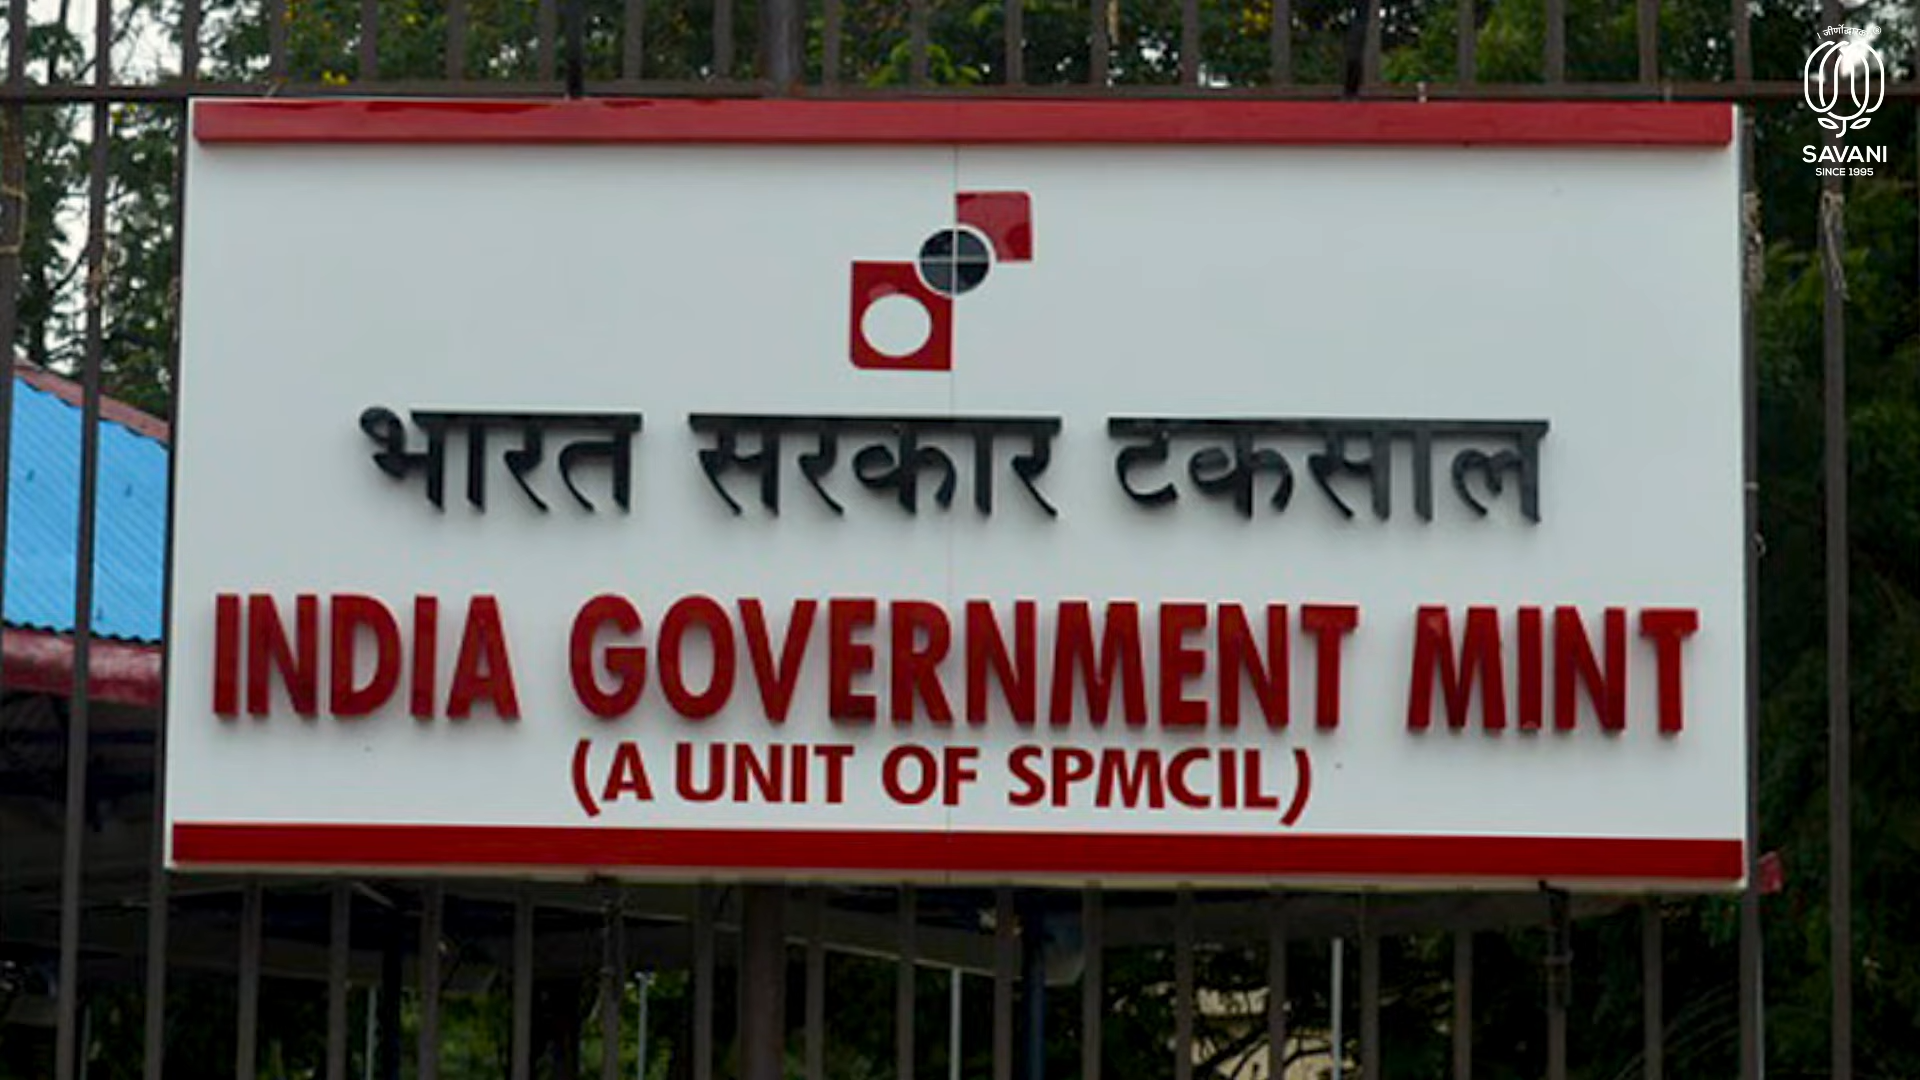 भारत सरकार टकसाल
INDIA GOVERNMENT MINT
(A UNIT OF SPMCIL)
SAVANI
SINCE 1995